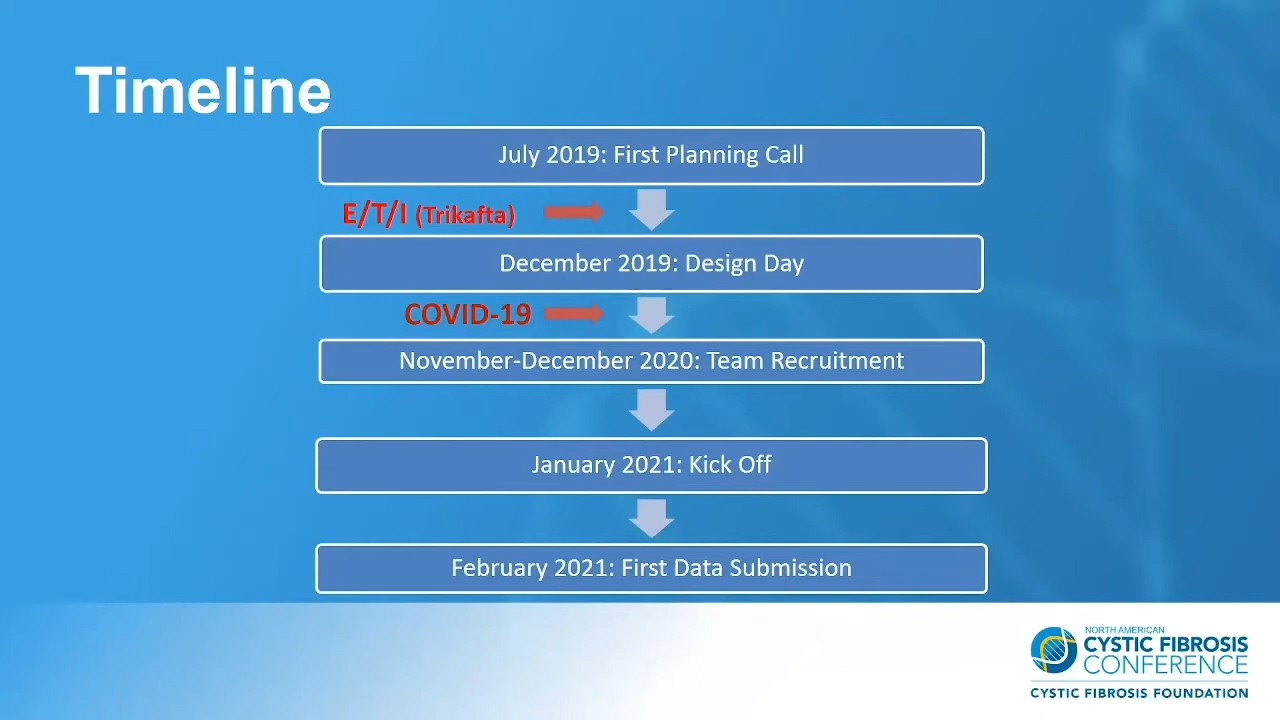 Timeline
July 2019: First Planning Call
E/T/I (Trikafta)
December 2019: Design Day
COVID-19
November-December 2020: Team Recruitment
January 2021: Kick Off
February 2021: First Data Submission
NORTH AMERICAN
CYSTIC FIBROSIS
CONFERENCE
CYSTIC FIBROSIS FOUNDATION